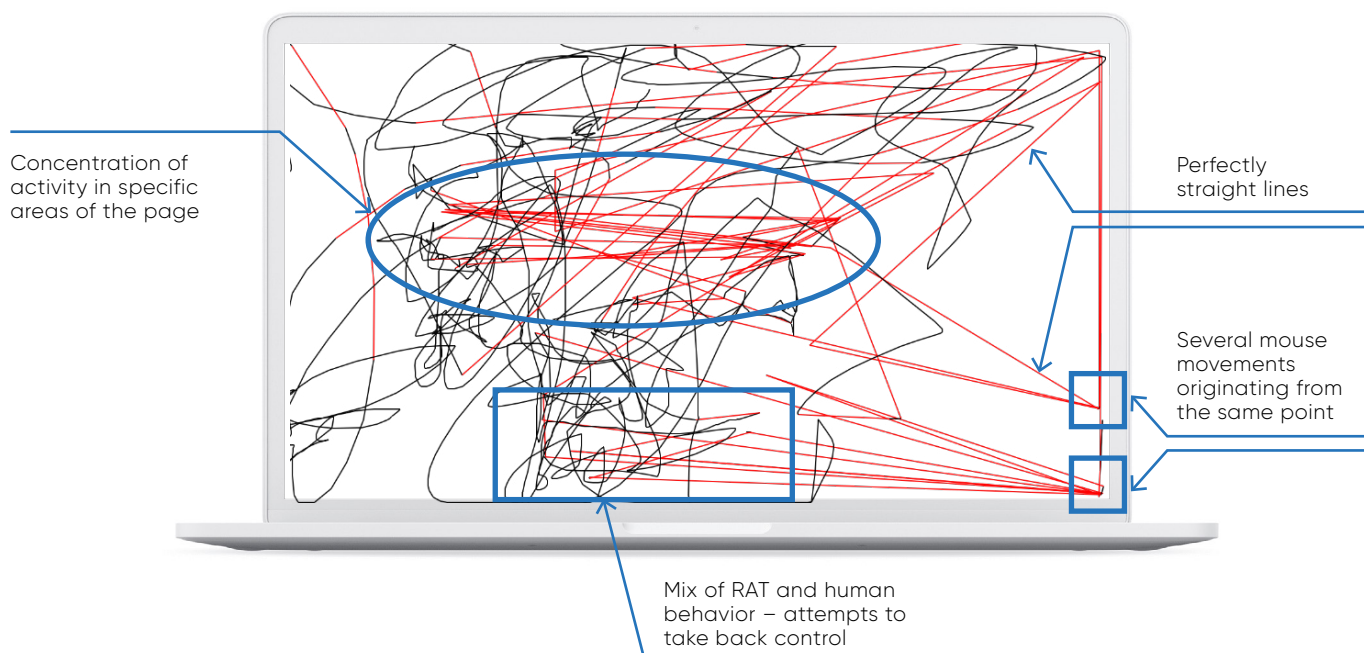 Concentration of
activity in specific
areas of the page
Perfectly
straight lines
Several mouse
movements
originating from
the same point
Mix of RAT and human
behavior – attempts to
take back control